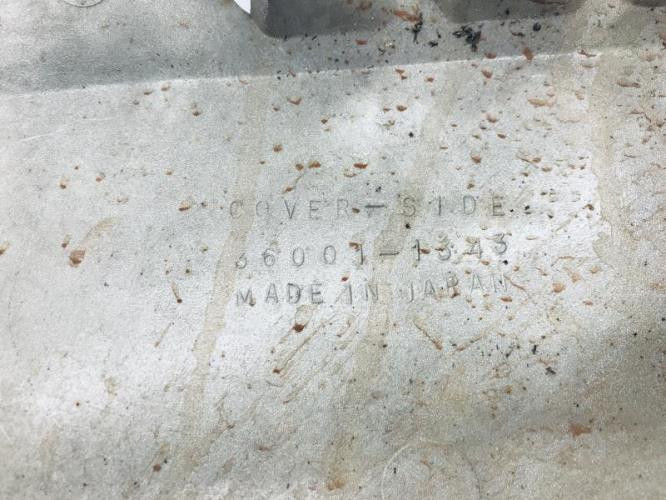 COVER-SIDE
36001-1343
MADE IN JAPAN